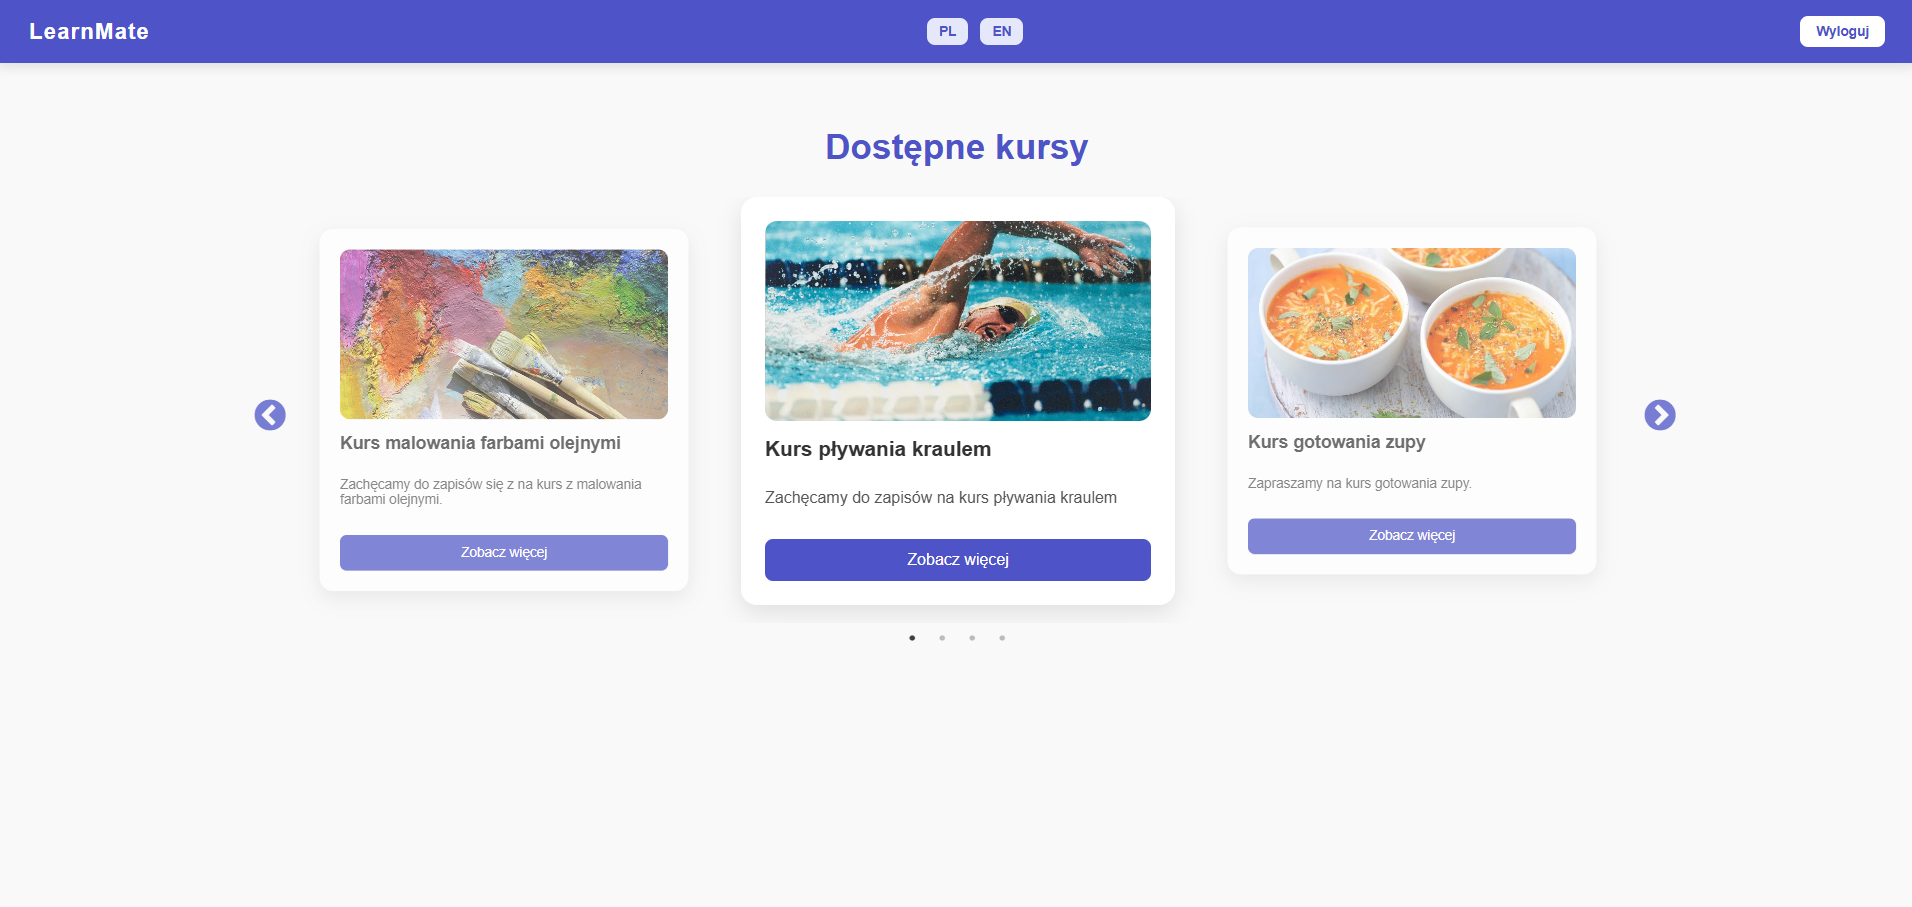 LearnMate
PL
EN
Wyloguj
Dostępne kursy
Kurs malowania farbami olejnymi
Zachęcamy do zapisów się z na kurs z malowania
farbami olejnymi.
Zobacz więcej
Kurs pływania kraulem
Zachęcamy do zapisów na kurs pływania kraulem
Zobacz więcej
Kurs gotowania zupy
Zapraszamy na kurs gotowania zupy.
Zobacz więcej